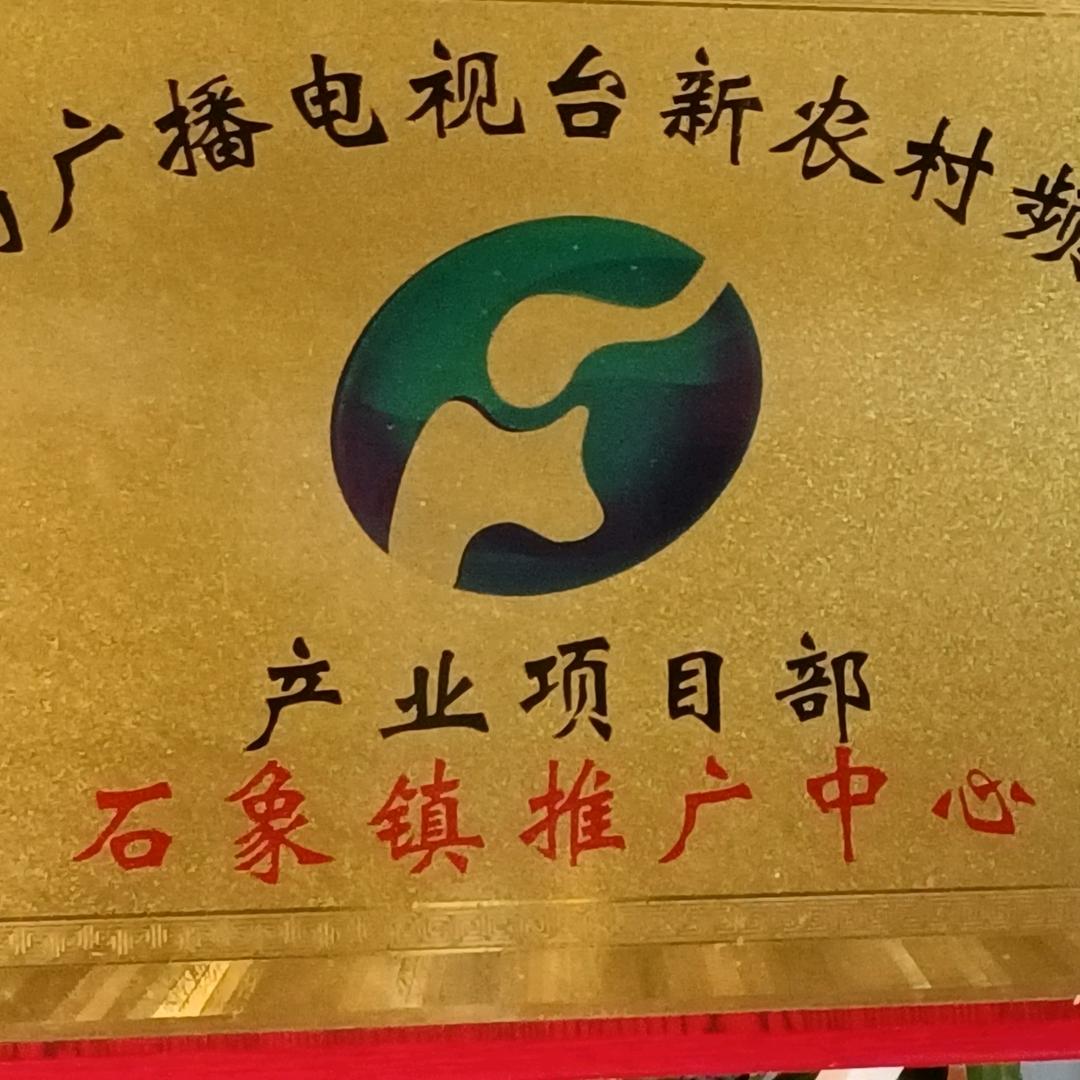 广播电视台新农村频
产业项目部
石象镇推广中心